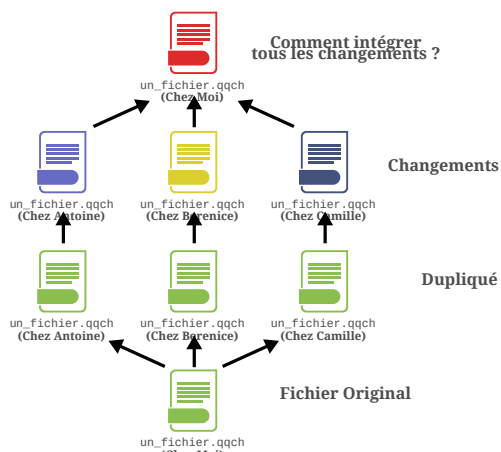 Comment intégrer
tous les changements ?
un_fichier.qqch
(Chez Moi)
Changements
un_fichier.qqch un_fichier.qqch un_fichier.qqch
(Chez Antoine) (Chez Berenice) (Chez Camille)
Dupliqué
un_fichier.qqch un_fichier.qqch un_fichier.qqch
(Chez Antoine) (Chez Berenice) (Chez Camille)
Fichier Original
un_fichier.qqch
(Chez Moi)